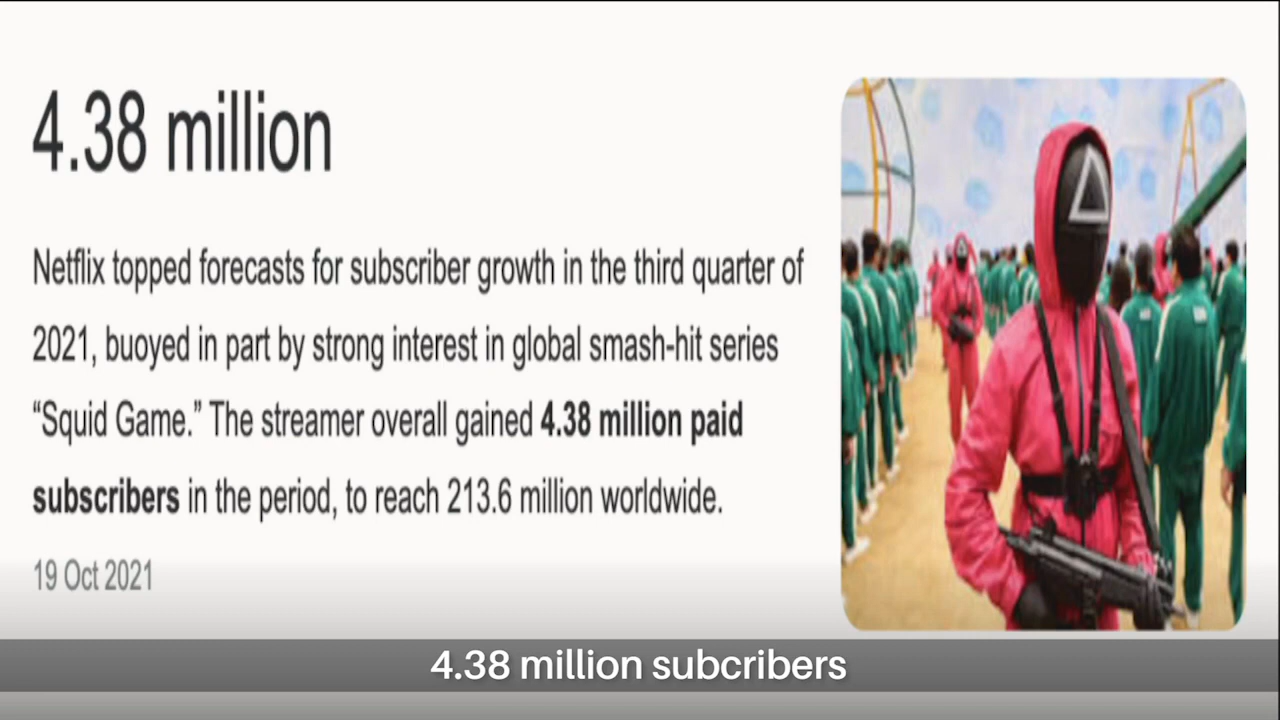 4.38 million
Netflix topped forecasts for subscriber growth in the third quarter of
2021, buoyed in part by strong interest in global smash-hit series
“Squid Game.” The streamer overall gained 4.38 million paid
subscribers in the period, to reach 213.6 million worldwide.
19 Oct 2021
4.38 million subcribers